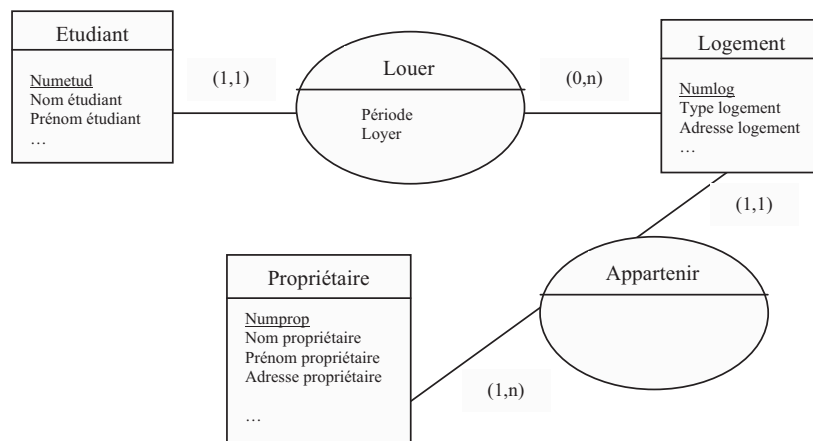 Etudiant
Numetud
Nom étudiant
Prénom étudiant
…
(1,1)
Louer
Période
Loyer
(0,n)
Logement
Numlog
Type logement
Adresse logement
…
(1,1)
Appartenir
Propriétaire
Numprop
Nom propriétaire
Prénom propriétaire
Adresse propriétaire
…
(1,n)